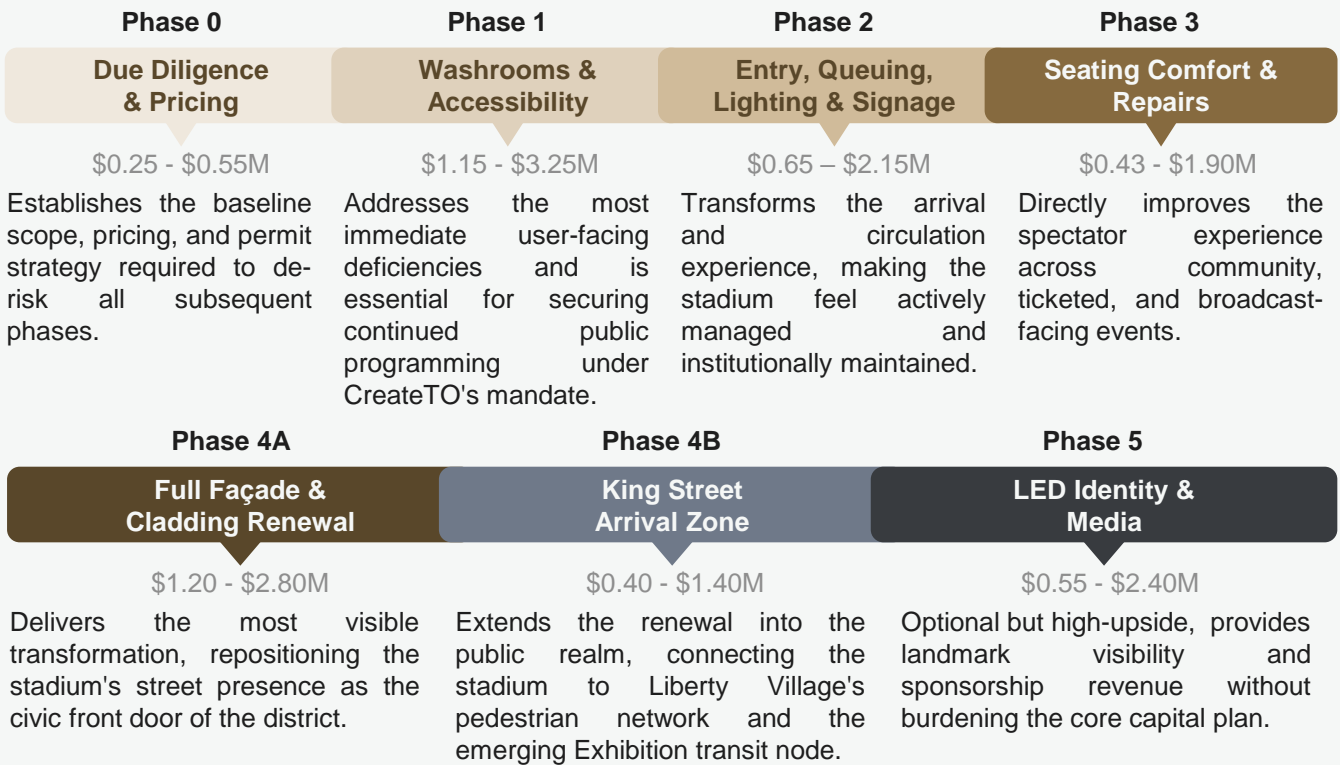 Phase 0
Due Diligence
& Pricing
$0.25 - $0.55M
Establishes the baseline
scope, pricing, and permit
strategy required to de-
risk all subsequent
phases.
Phase 1
Washrooms &
Accessibility
$1.15 - $3.25M
Addresses the most
immediate user-facing
deficiencies and is
essential for securing
continued public
programming under
CreateTO's mandate.
Phase 2
Entry, Queuing,
Lighting & Signage
$0.65 – $2.15M
Transforms the arrival
and circulation
experience, making the
stadium feel actively
managed and
institutionally maintained.
Phase 3
Seating Comfort &
Repairs
$0.43 - $1.90M
Directly improves the
spectator experience
across community,
ticketed, and broadcast-
facing events.
Phase 4A
Full Façade &
Cladding Renewal
$1.20 - $2.80M
Delivers the most visible
transformation, repositioning the
stadium's street presence as the
civic front door of the district.
Phase 4B
King Street
Arrival Zone
$0.40 - $1.40M
Extends the renewal into the
public realm, connecting the
stadium to Liberty Village's
pedestrian network and the
emerging Exhibition transit node.
Phase 5
LED Identity &
Media
$0.55 - $2.40M
Optional but high-upside, provides
landmark visibility and
sponsorship revenue without
burdening the core capital plan.